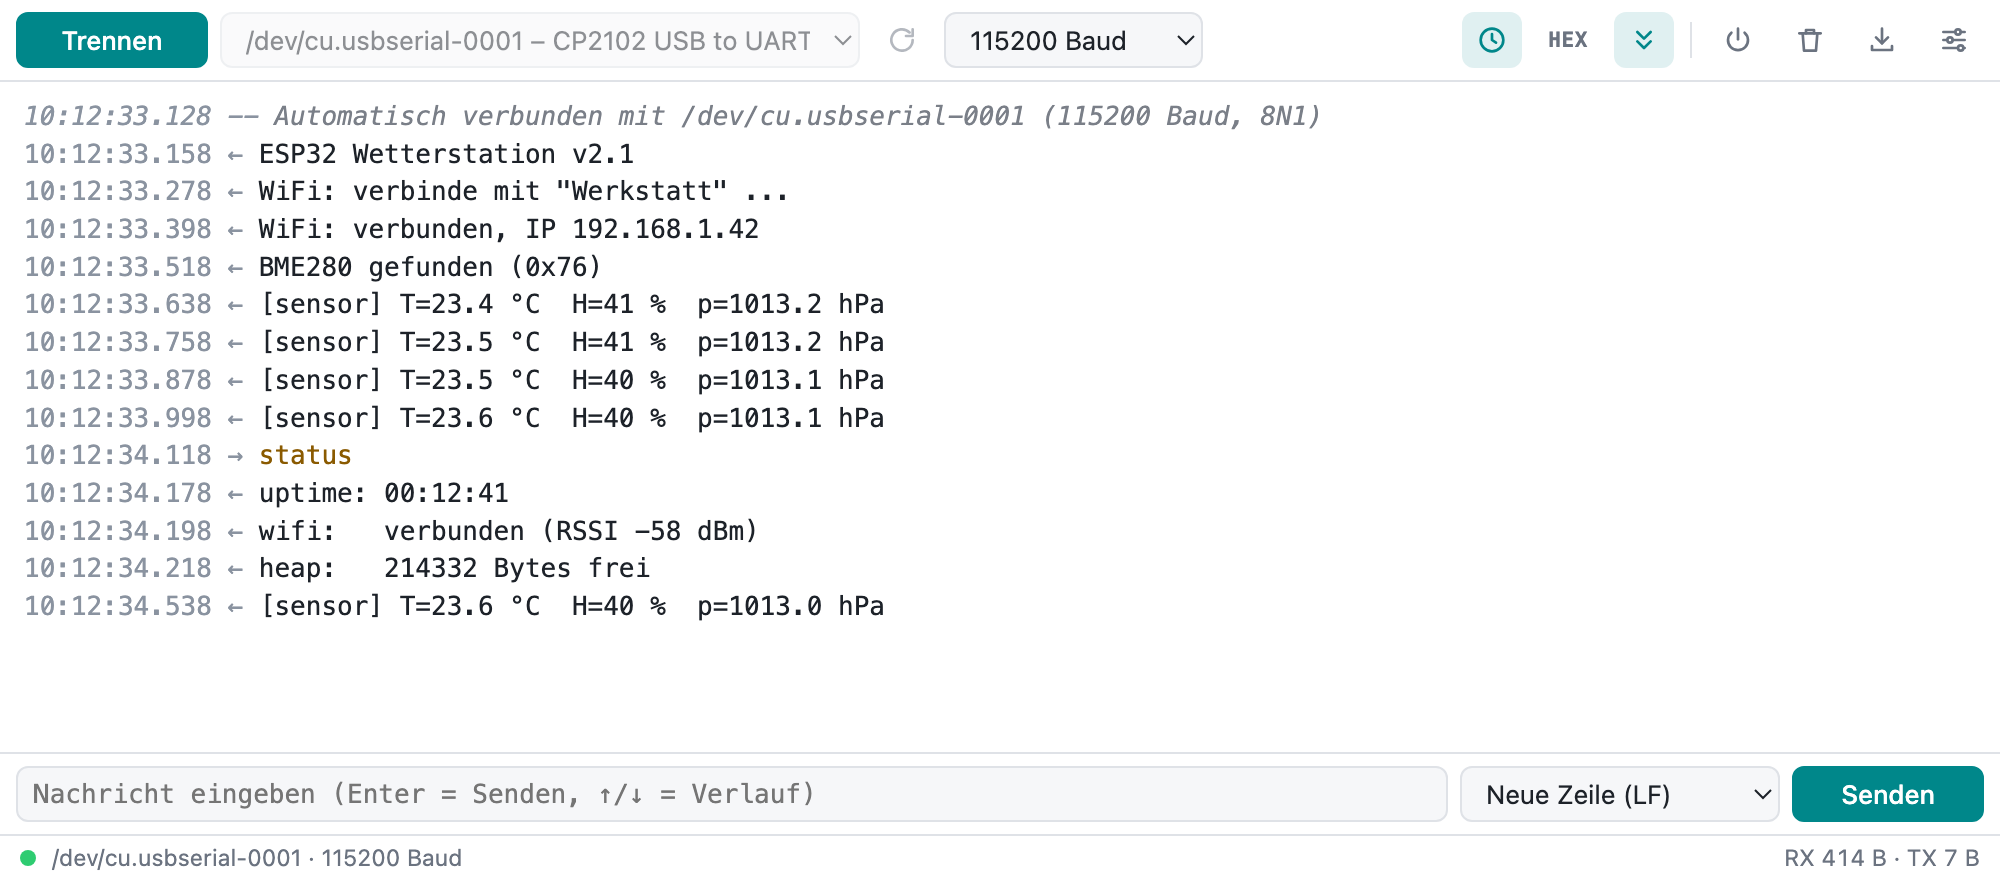 Trennen /dev/cu.usbserial-0001 – CP2102 USB to UART 115200 Baud HEX
10:12:33.128 -- Automatisch verbunden mit /dev/cu.usbserial-0001 (115200 Baud, 8N1)
10:12:33.158 ← ESP32 Wetterstation v2.1
10:12:33.278 ← WiFi: verbinde mit "Werkstatt" ...
10:12:33.398 ← WiFi: verbunden, IP 192.168.1.42
10:12:33.518 ← BME280 gefunden (0x76)
10:12:33.638 ← [sensor] T=23.4 °C  H=41 %  p=1013.2 hPa
10:12:33.758 ← [sensor] T=23.5 °C  H=41 %  p=1013.2 hPa
10:12:33.878 ← [sensor] T=23.5 °C  H=40 %  p=1013.1 hPa
10:12:33.998 ← [sensor] T=23.6 °C  H=40 %  p=1013.1 hPa
10:12:34.118 → status
10:12:34.178 ← uptime: 00:12:41
10:12:34.198 ← wifi:   verbunden (RSSI -58 dBm)
10:12:34.218 ← heap:   214332 Bytes frei
10:12:34.538 ← [sensor] T=23.6 °C  H=40 %  p=1013.0 hPa
Nachricht eingeben (Enter = Senden, ↑/↓ = Verlauf) Neue Zeile (LF) Senden
/dev/cu.usbserial-0001 · 115200 Baud RX 414 B · TX 7 B